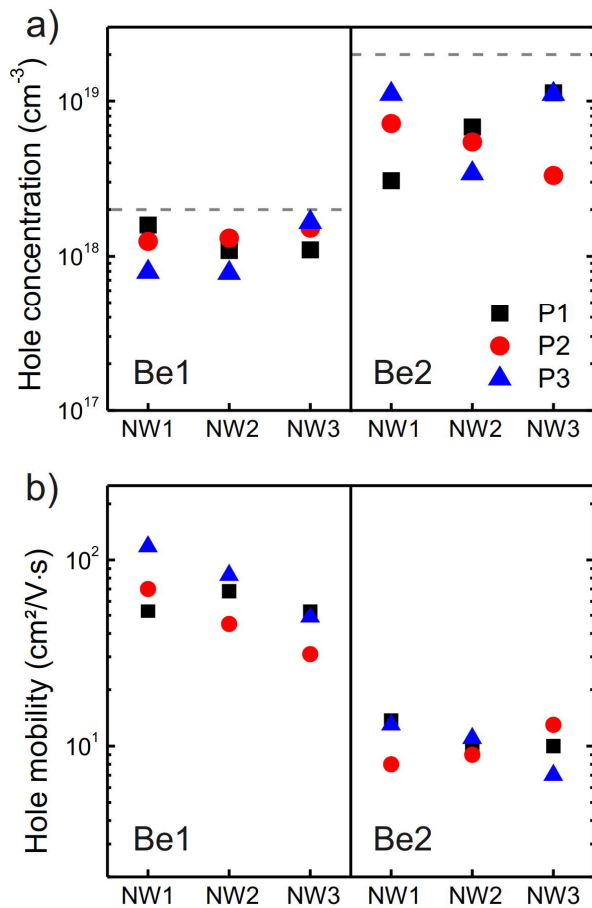 a)
Hole concentration (cm⁻³)
10¹⁹
10¹⁸
10¹⁷
Be1
Be2
P1
P2
P3
NW1 NW2 NW3 NW1 NW2 NW3
b)
Hole mobility (cm²/V·s)
10²
10¹
Be1
Be2
NW1 NW2 NW3 NW1 NW2 NW3